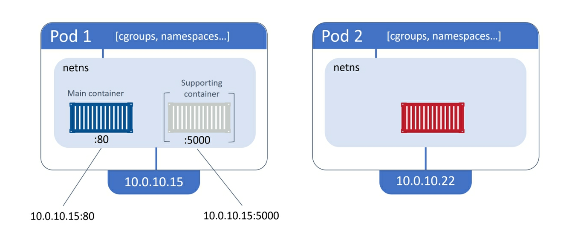 Pod 1 [cgroups, namespaces...]
netns
Main container
Supporting
container
:80
:5000
10.0.10.15
10.0.10.15:80
10.0.10.15:5000
Pod 2 [cgroups, namespaces...]
netns
10.0.10.22